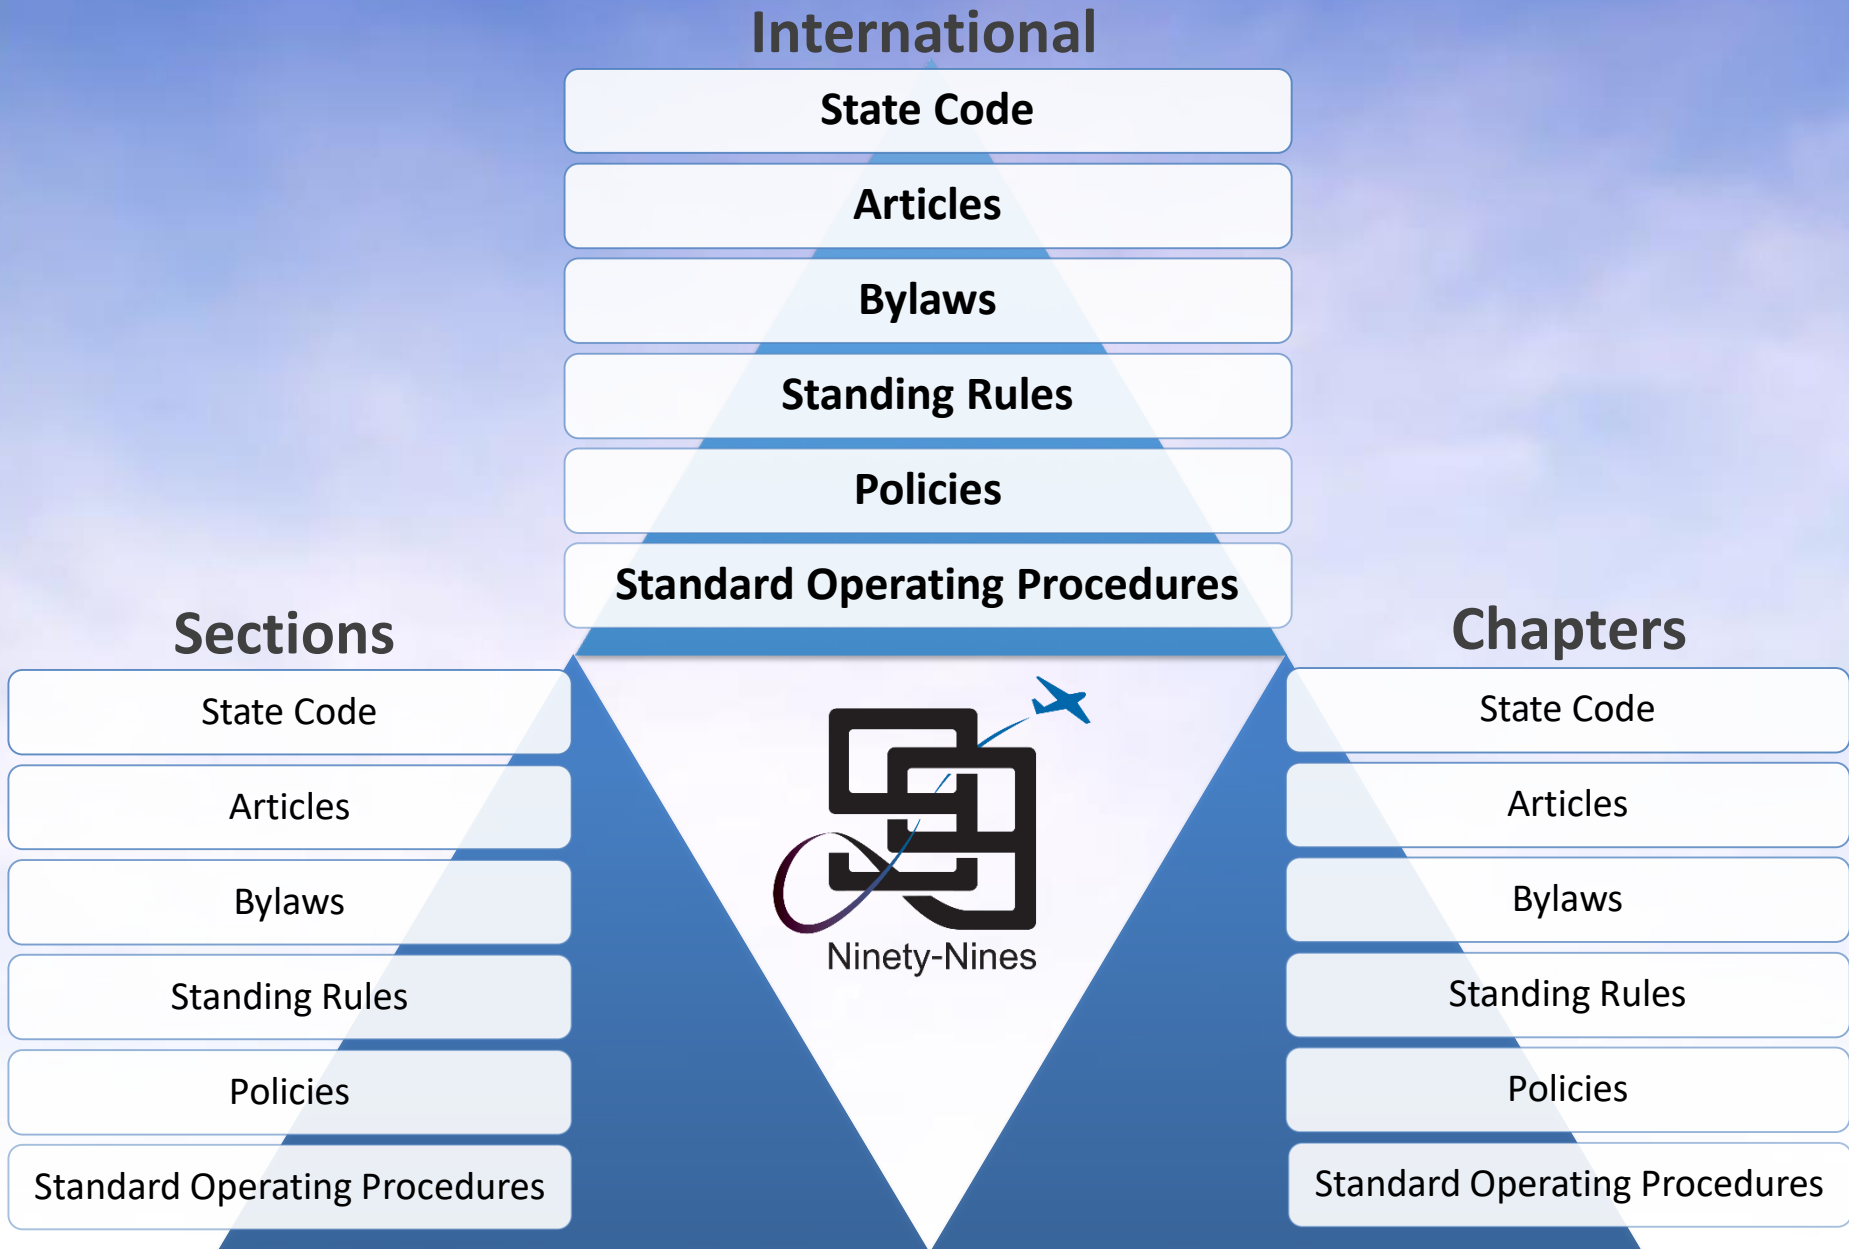 International
State Code
Articles
Bylaws
Standing Rules
Policies
Standard Operating Procedures
Sections
State Code
Articles
Bylaws
Standing Rules
Policies
Standard Operating Procedures
99
Ninety-Nines
Chapters
State Code
Articles
Bylaws
Standing Rules
Policies
Standard Operating Procedures